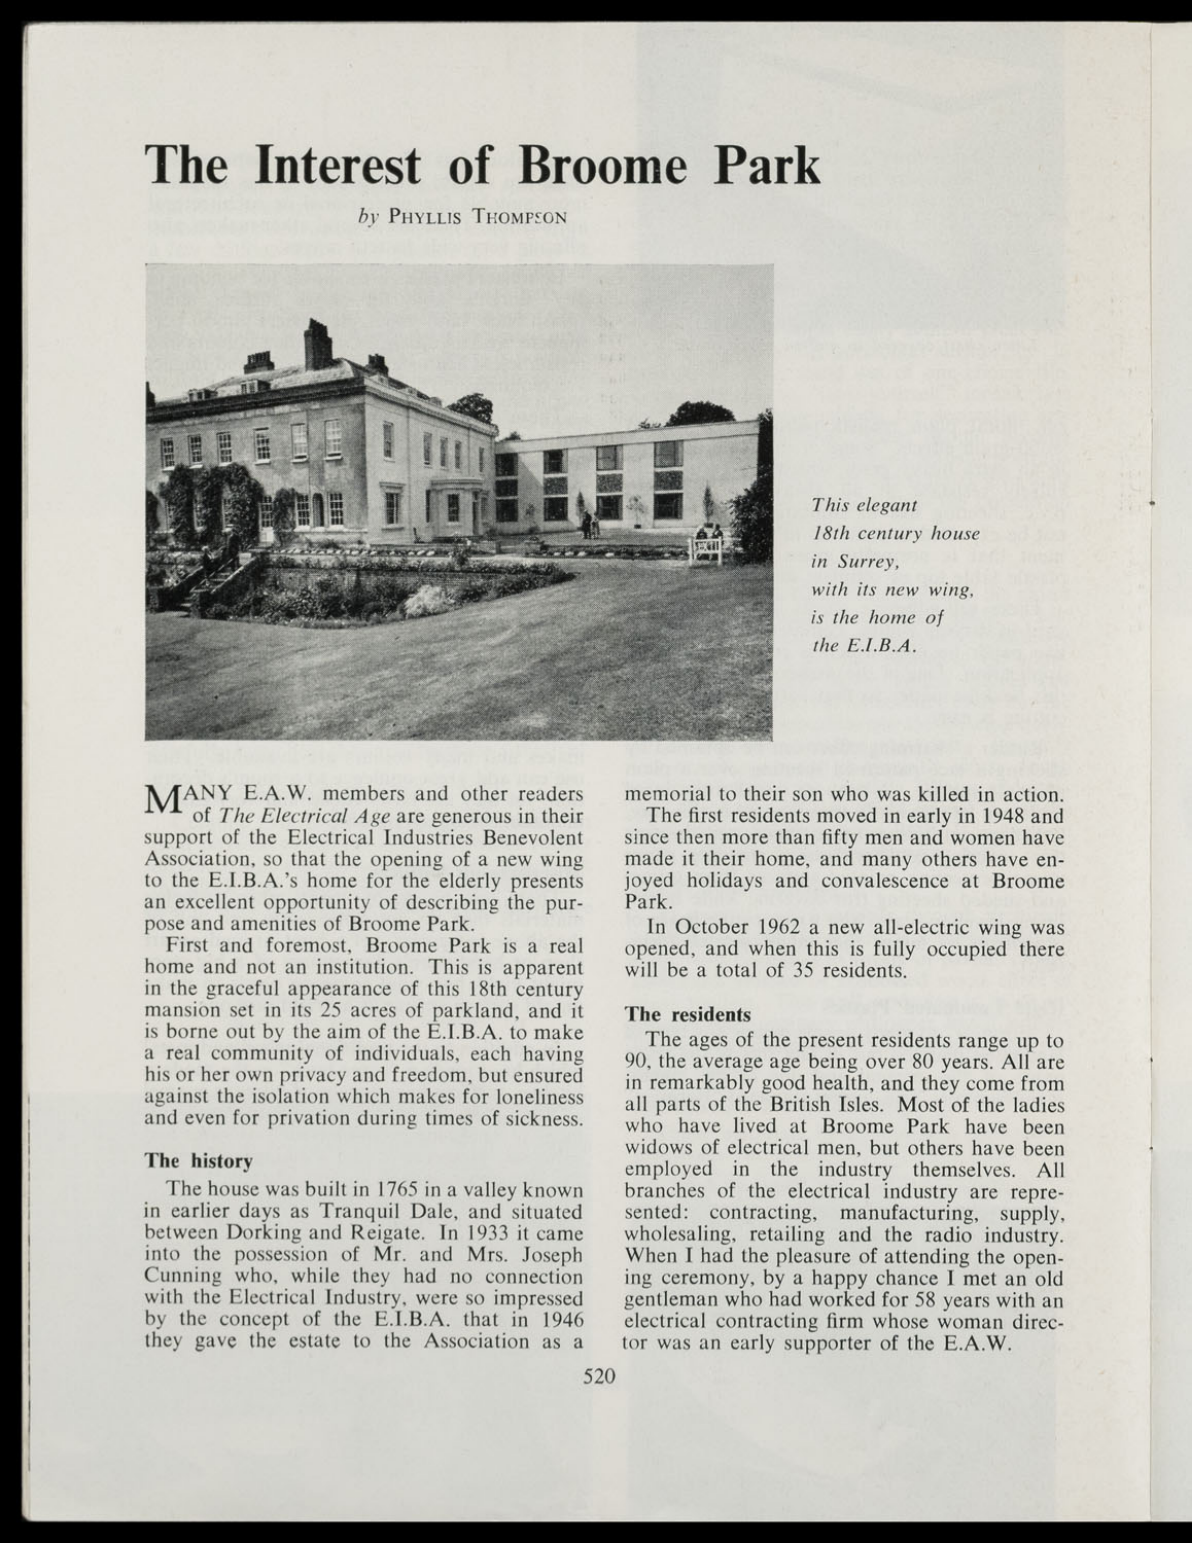 The Interest of Broome Park
by PHYLLIS THOMPSON
This elegant
18th century house
in Surrey,
with its new wing,
is the home of
the E.I.B.A.
MANY E.A.W. members and other readers
of The Electrical Age are generous in their
support of the Electrical Industries Benevolent
Association, so that the opening of a new wing
to the E.I.B.A.'s home for the elderly presents
an excellent opportunity of describing the pur-
pose and amenities of Broome Park.
First and foremost, Broome Park is a real
home and not an institution. This is apparent
in the graceful appearance of this 18th century
mansion set in its 25 acres of parkland, and it
is borne out by the aim of the E.I.B.A. to make
a real community of individuals, each having
his or her own privacy and freedom, but ensured
against the isolation which makes for loneliness
and even for privation during times of sickness.
The history
The house was built in 1765 in a valley known
in earlier days as Tranquil Dale, and situated
between Dorking and Reigate. In 1933 it came
into the possession of Mr. and Mrs. Joseph
Cunning who, while they had no connection
with the Electrical Industry, were so impressed
by the concept of the E.I.B.A. that in 1946
they gave the estate to the Association as a
memorial to their son who was killed in action.
The first residents moved in early in 1948 and
since then more than fifty men and women have
made it their home, and many others have en-
joyed holidays and convalescence at Broome
Park.
In October 1962 a new all-electric wing was
opened, and when this is fully occupied there
will be a total of 35 residents.
The residents
The ages of the present residents range up to
90, the average age being over 80 years. All are
in remarkably good health, and they come from
all parts of the British Isles. Most of the ladies
who have lived at Broome Park have been
widows of electrical men, but others have been
employed in the industry themselves. All
branches of the electrical industry are repre-
sented: contracting, manufacturing, supply,
wholesaling, retailing and the radio industry.
When I had the pleasure of attending the open-
ing ceremony, by a happy chance I met an old
gentleman who had worked for 58 years with an
electrical contracting firm whose woman direc-
tor was an early supporter of the E.A.W.
520